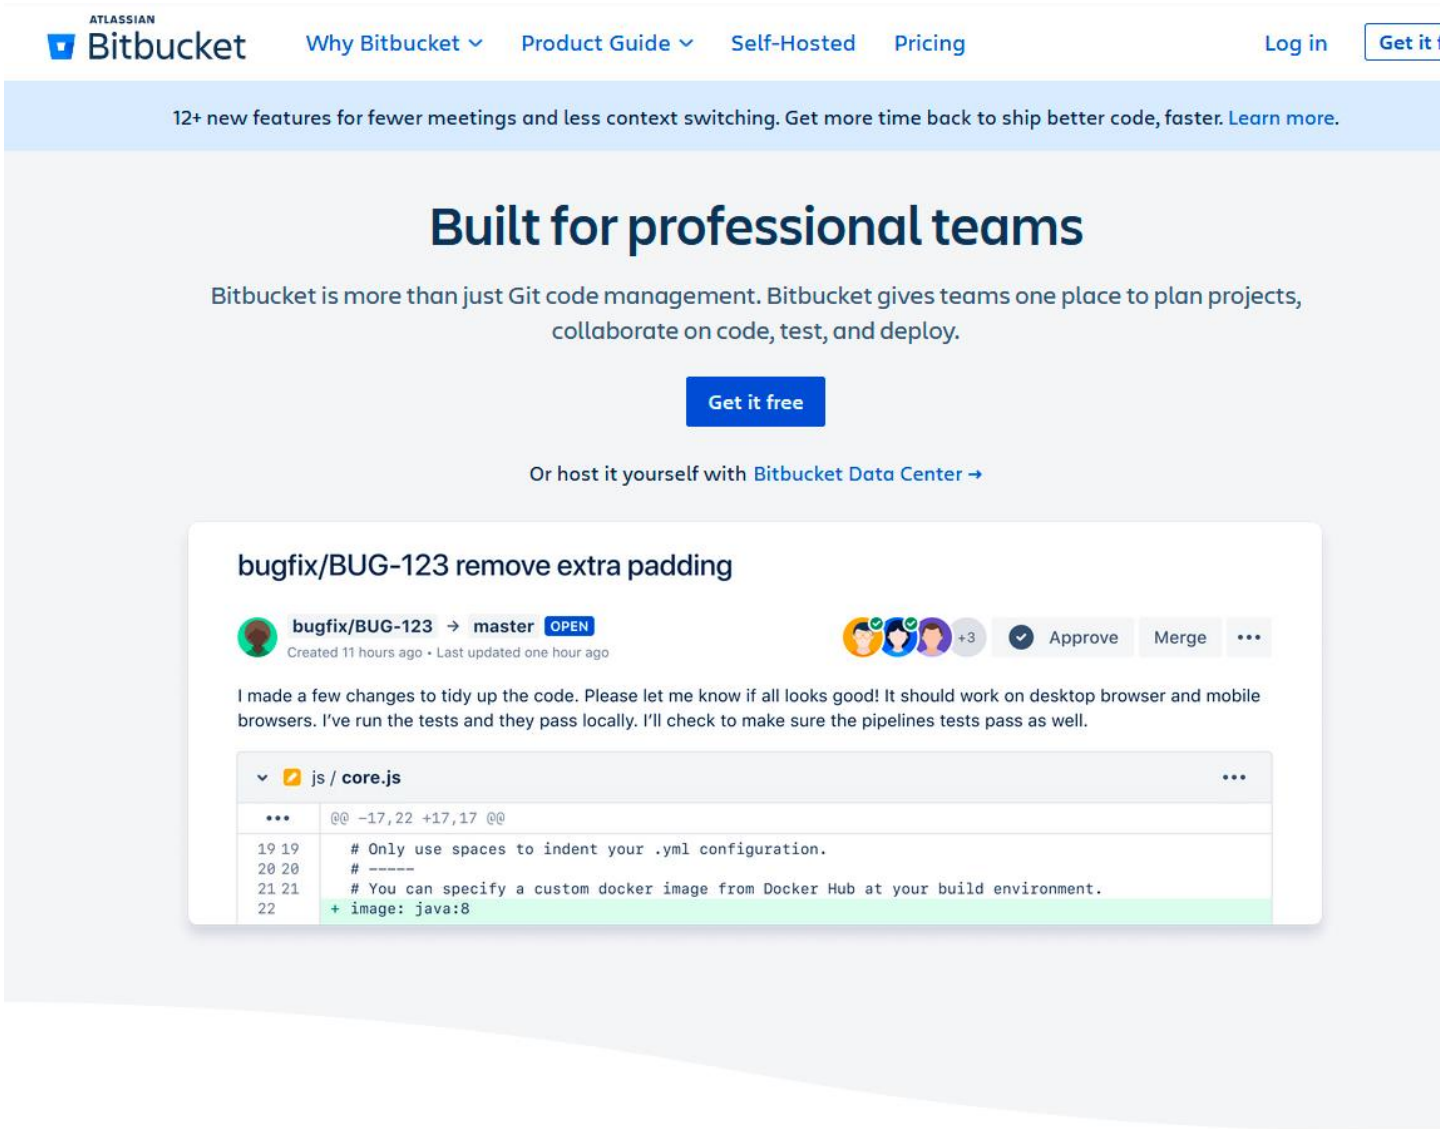 ATLASSIAN
Bitbucket
Why Bitbucket Product Guide Self-Hosted Pricing Log in Get it
12+ new features for fewer meetings and less context switching. Get more time back to ship better code, faster. Learn more.
Built for professional teams
Bitbucket is more than just Git code management. Bitbucket gives teams one place to plan projects,
collaborate on code, test, and deploy.
Get it free
Or host it yourself with Bitbucket Data Center →
bugfix/BUG-123 remove extra padding
bugfix/BUG-123 → master OPEN
Created 11 hours ago • Last updated one hour ago
+3 Approve Merge •••
I made a few changes to tidy up the code. Please let me know if all looks good! It should work on desktop browser and mobile
browsers. I've run the tests and they pass locally. I'll check to make sure the pipelines tests pass as well.
js / core.js •••
••• @@ -17,22 +17,17 @@
19 19 # Only use spaces to indent your .yml configuration.
20 20 # -----
21 21 # You can specify a custom docker image from Docker Hub at your build environment.
22 + image: java:8